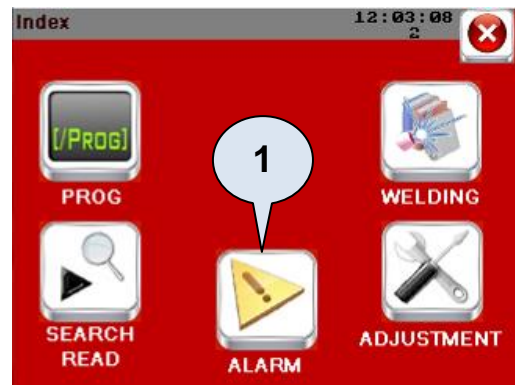 Index
12:03:08
2
[/PROG]
1
PROG
WELDING
SEARCH
READ
ALARM
ADJUSTMENT